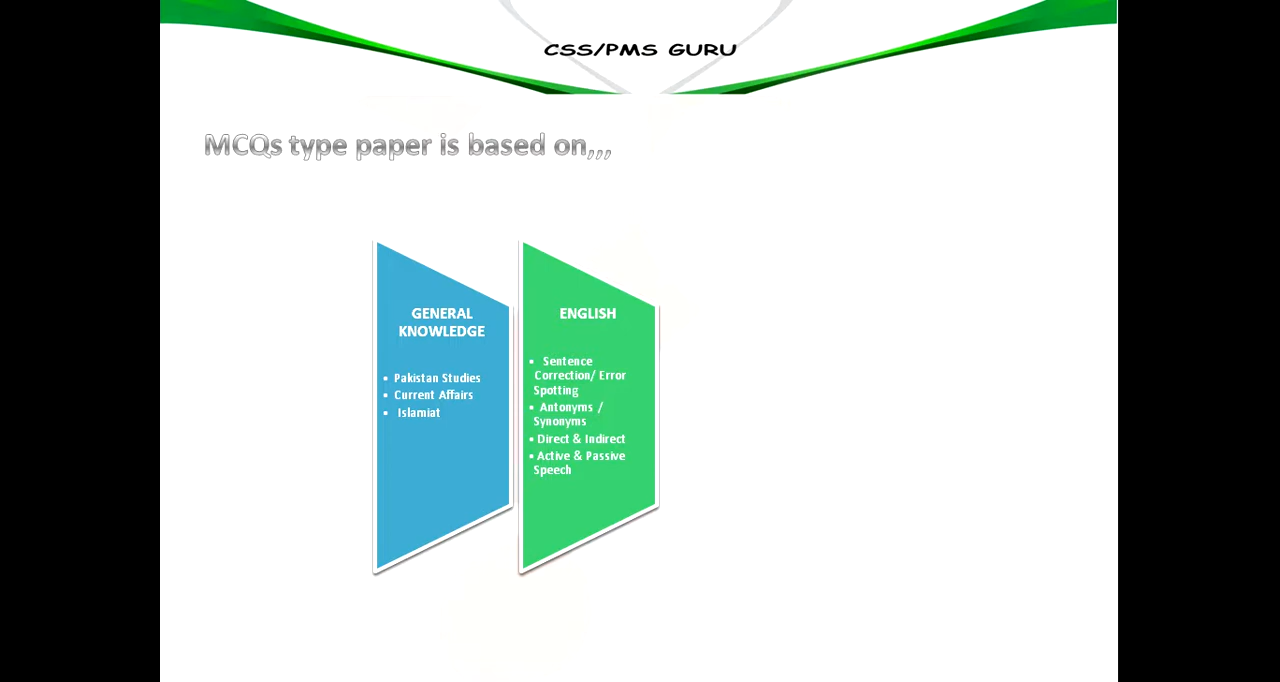 CSS/PMS GURU
MCQs type paper is based on,,,
GENERAL
KNOWLEDGE
• Pakistan Studies
• Current Affairs
• Islamiat
ENGLISH
• Sentence
Correction/ Error
Spotting
• Antonyms /
Synonyms
• Direct & Indirect
• Active & Passive
Speech